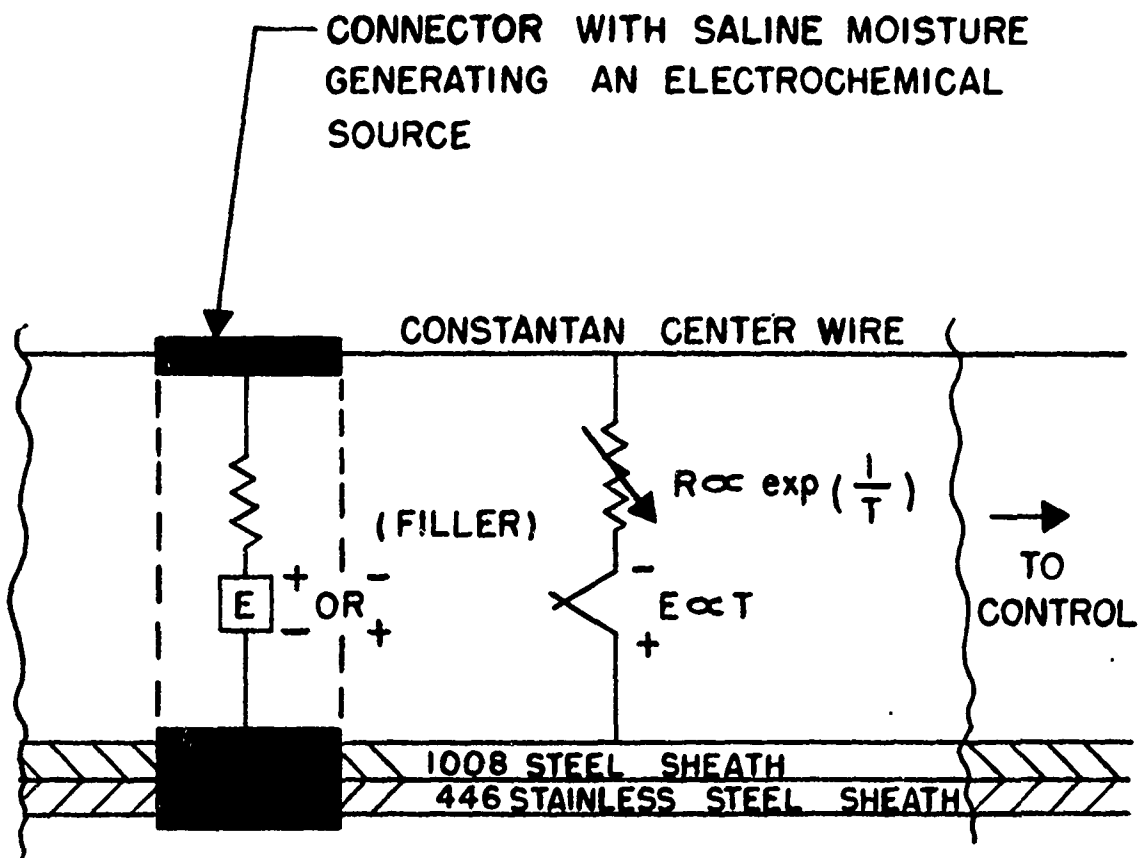 CONNECTOR WITH SALINE MOISTURE
GENERATING AN ELECTROCHEMICAL
SOURCE
CONSTANTAN CENTER WIRE
R ∝ exp ( 1/T )
(FILLER)
E
+ OR -
- +
-
E ∝ T
+
TO
CONTROL
1008 STEEL SHEATH
446 STAINLESS STEEL SHEATH